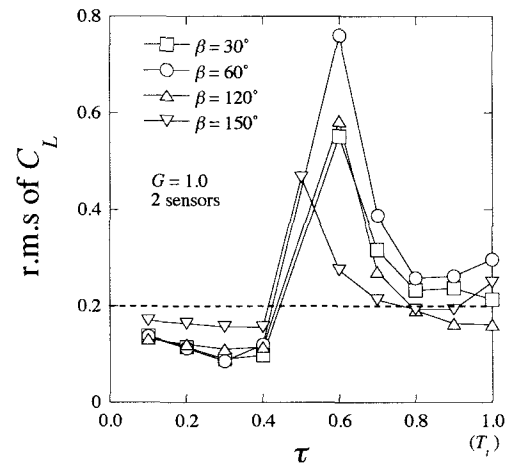 0.8
β = 30°
β = 60°
β = 120°
β = 150°
0.6
r.m.s of C_L
0.4
G = 1.0
2 sensors
0.2
0
0.0
0.2
0.4
0.6
0.8
1.0
τ
(T_t)